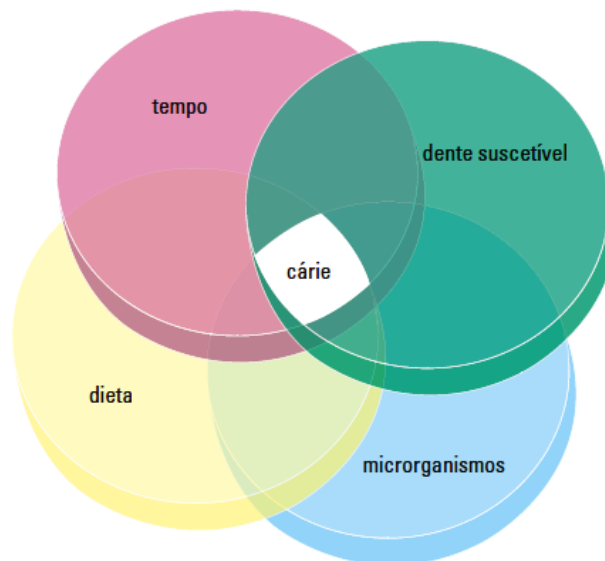 tempo
dente suscetível
cárie
dieta
microrganismos